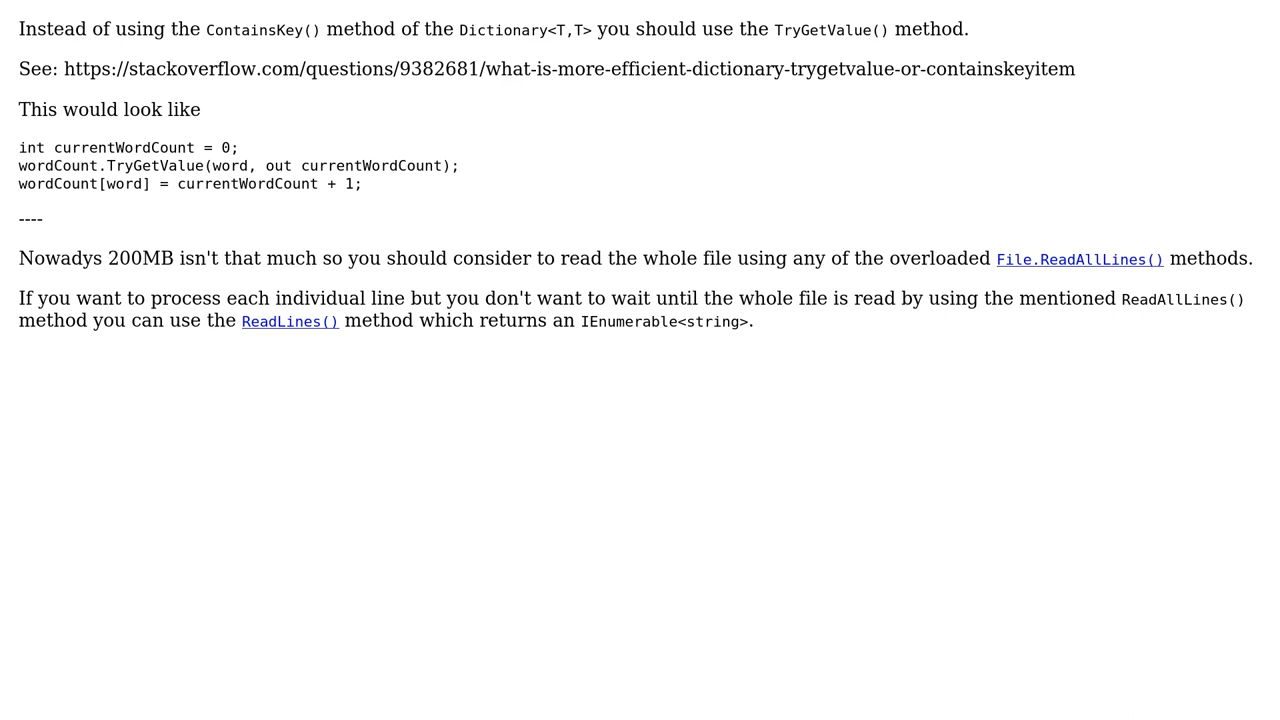 Instead of using the ContainsKey() method of the Dictionary<T,T> you should use the TryGetValue() method.
See: https://stackoverflow.com/questions/9382681/what-is-more-efficient-dictionary-trygetvalue-or-containskeyitem
This would look like
int currentWordCount = 0;
wordCount.TryGetValue(word, out currentWordCount);
wordCount[word] = currentWordCount + 1;
----
Nowadys 200MB isn't that much so you should consider to read the whole file using any of the overloaded File.ReadAllLines() methods.
If you want to process each individual line but you don't want to wait until the whole file is read by using the mentioned ReadAllLines()
method you can use the ReadLines() method which returns an IEnumerable<string>.